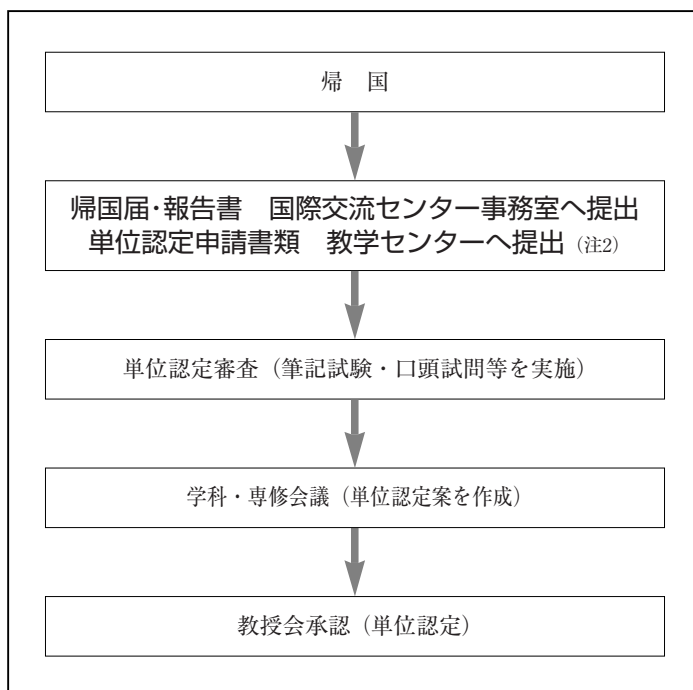 帰　国
帰国届・報告書　国際交流センター事務室へ提出
単位認定申請書類　教学センターへ提出（注2）
単位認定審査（筆記試験・口頭試問等を実施）
学科・専修会議（単位認定案を作成）
教授会承認（単位認定）